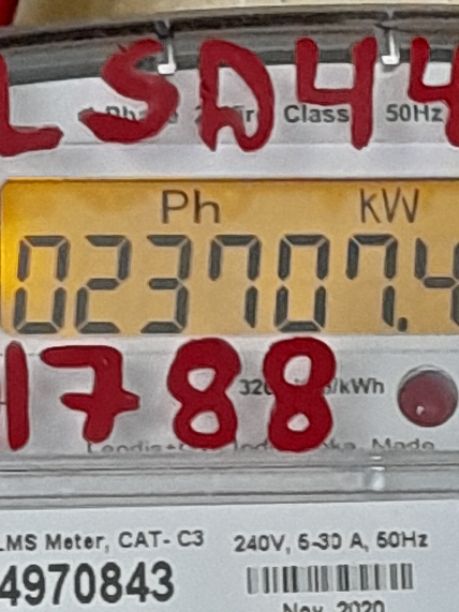 LSD44
Class 50Hz
Ph kW
023707.4
1788
/kWh
LMS Meter, CAT-C3 240V, 5-30 A, 50Hz
4970843
Nov, 2020